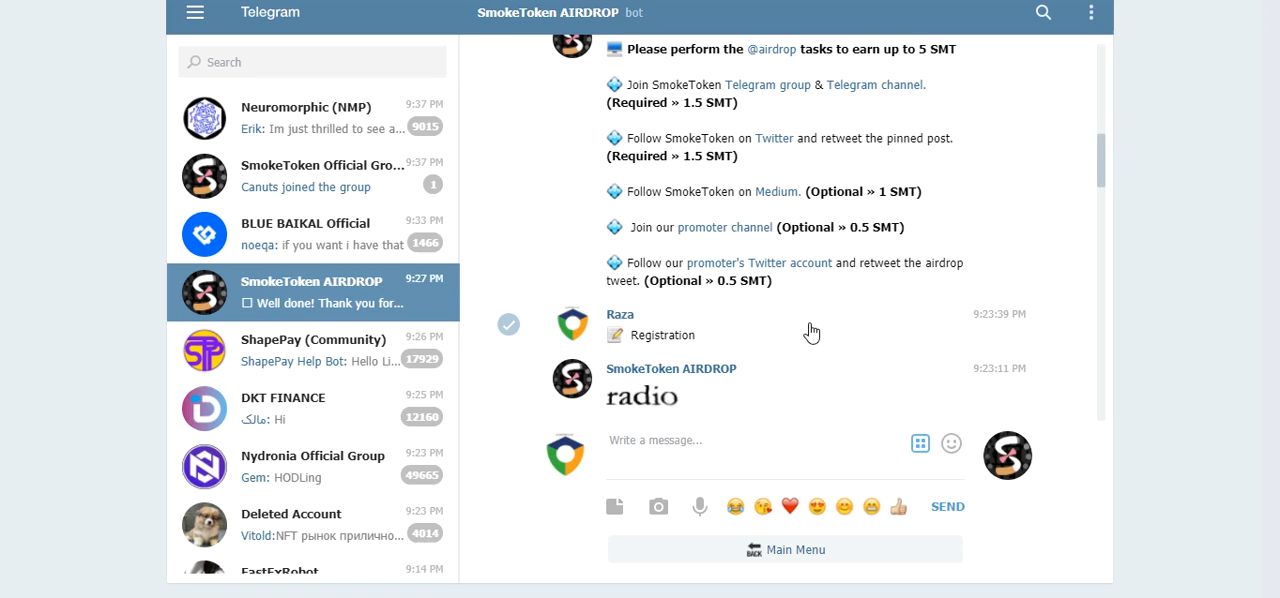 Telegram
SmokeToken AIRDROP bot
Search
Neuromorphic (NMP) 9:37 PM
Erik: Im just thrilled to see a... 9015
SmokeToken Official Gro... 9:37 PM
Canuts joined the group 1
BLUE BAIKAL Official 9:33 PM
noeqa: if you want i have that 1466
SmokeToken AIRDROP 9:27 PM
Well done! Thank you for...
ShapePay (Community) 9:26 PM
ShapePay Help Bot: Hello Li... 17929
DKT FINANCE 9:25 PM
مالک: Hi 12160
Nydronia Official Group 9:23 PM
Gem: HODLing 49665
Deleted Account 9:23 PM
Vitold:NFT рынок прилично... 4014
FastExRobot 9:14 PM
Please perform the @airdrop tasks to earn up to 5 SMT
Join SmokeToken Telegram group & Telegram channel.
(Required » 1.5 SMT)
Follow SmokeToken on Twitter and retweet the pinned post.
(Required » 1.5 SMT)
Follow SmokeToken on Medium. (Optional » 1 SMT)
Join our promoter channel (Optional » 0.5 SMT)
Follow our promoter's Twitter account and retweet the airdrop
tweet. (Optional » 0.5 SMT)
Raza 9:23:39 PM
Registration
SmokeToken AIRDROP 9:23:11 PM
radio
Write a message...
SEND
BACK Main Menu